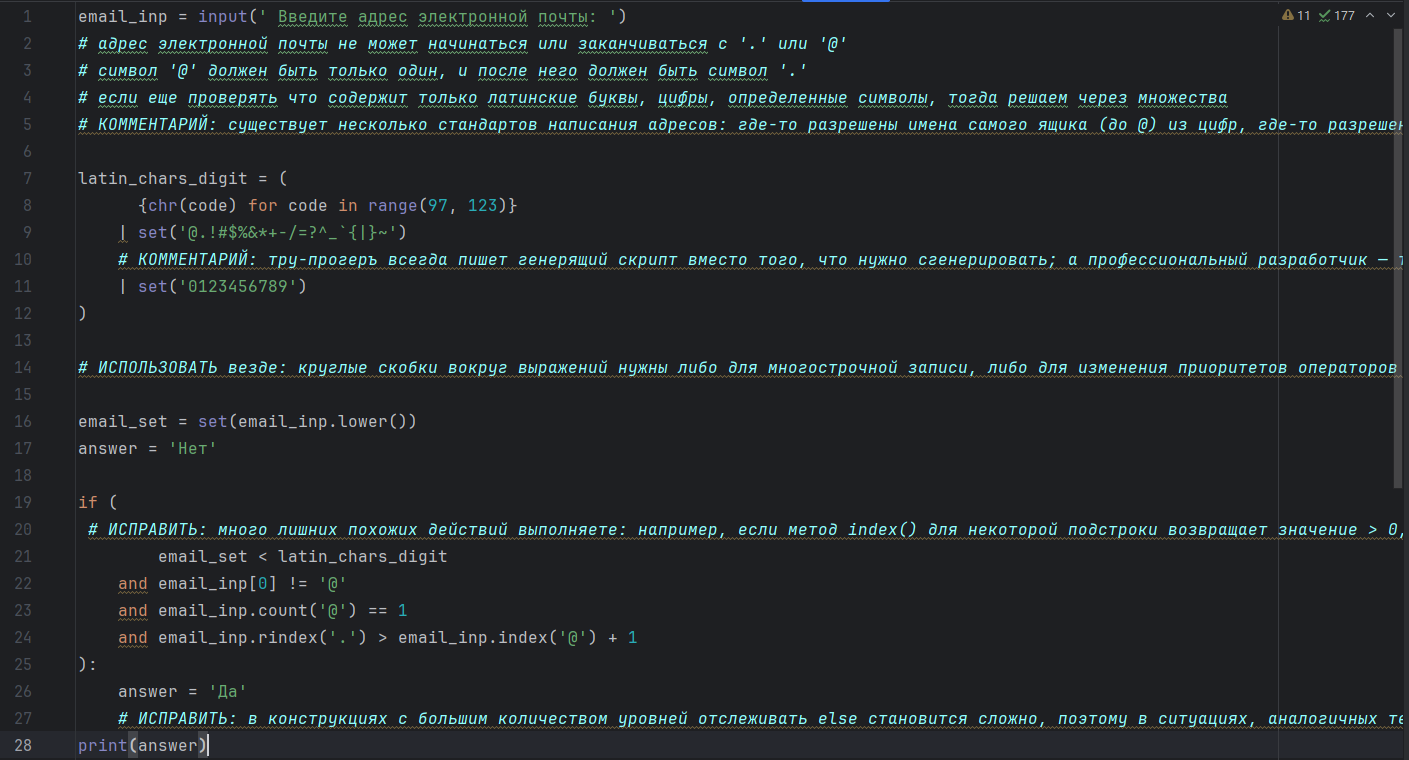 1 email_inp = input(' Введите адрес электронной почты: ')
11 177
2 # адрес электронной почты не может начинаться или заканчиваться с '.' или '@'
3 # символ '@' должен быть только один, и после него должен быть символ '.'
4 # если еще проверять что содержит только латинские буквы, цифры, определенные символы, тогда решаем через множества
5 # КОММЕНТАРИЙ: существует несколько стандартов написания адресов: где-то разрешены имена самого ящика (до @) из цифр, где-то
6
7 latin_chars_digit = (
8 {chr(code) for code in range(97, 123)}
9 | set('@.!#$%&*+-/=?^_`{|}~')
10 # КОММЕНТАРИЙ: тру-прогеръ всегда пишет генерящий скрипт вместо того, что нужно сгенерировать; а профессиональный разработчик —
11 | set('0123456789')
12 )
13
14 # ИСПОЛЬЗОВАТЬ везде: круглые скобки вокруг выражений нужны либо для многострочной записи, либо для изменения приоритетов операторов
15
16 email_set = set(email_inp.lower())
17 answer = 'Нет'
18
19 if (
20 # ИСПРАВИТЬ: много лишних похожих действий выполняете: например, если метод index() для некоторой подстроки возвращает значение > 0,
21 email_set < latin_chars_digit
22 and email_inp[0] != '@'
23 and email_inp.count('@') == 1
24 and email_inp.rindex('.') > email_inp.index('@') + 1
25 ):
26 answer = 'Да'
27 # ИСПРАВИТЬ: в конструкциях с большим количеством уровней отслеживать else становится сложно, поэтому в ситуациях, аналогичных
28 print(answer)